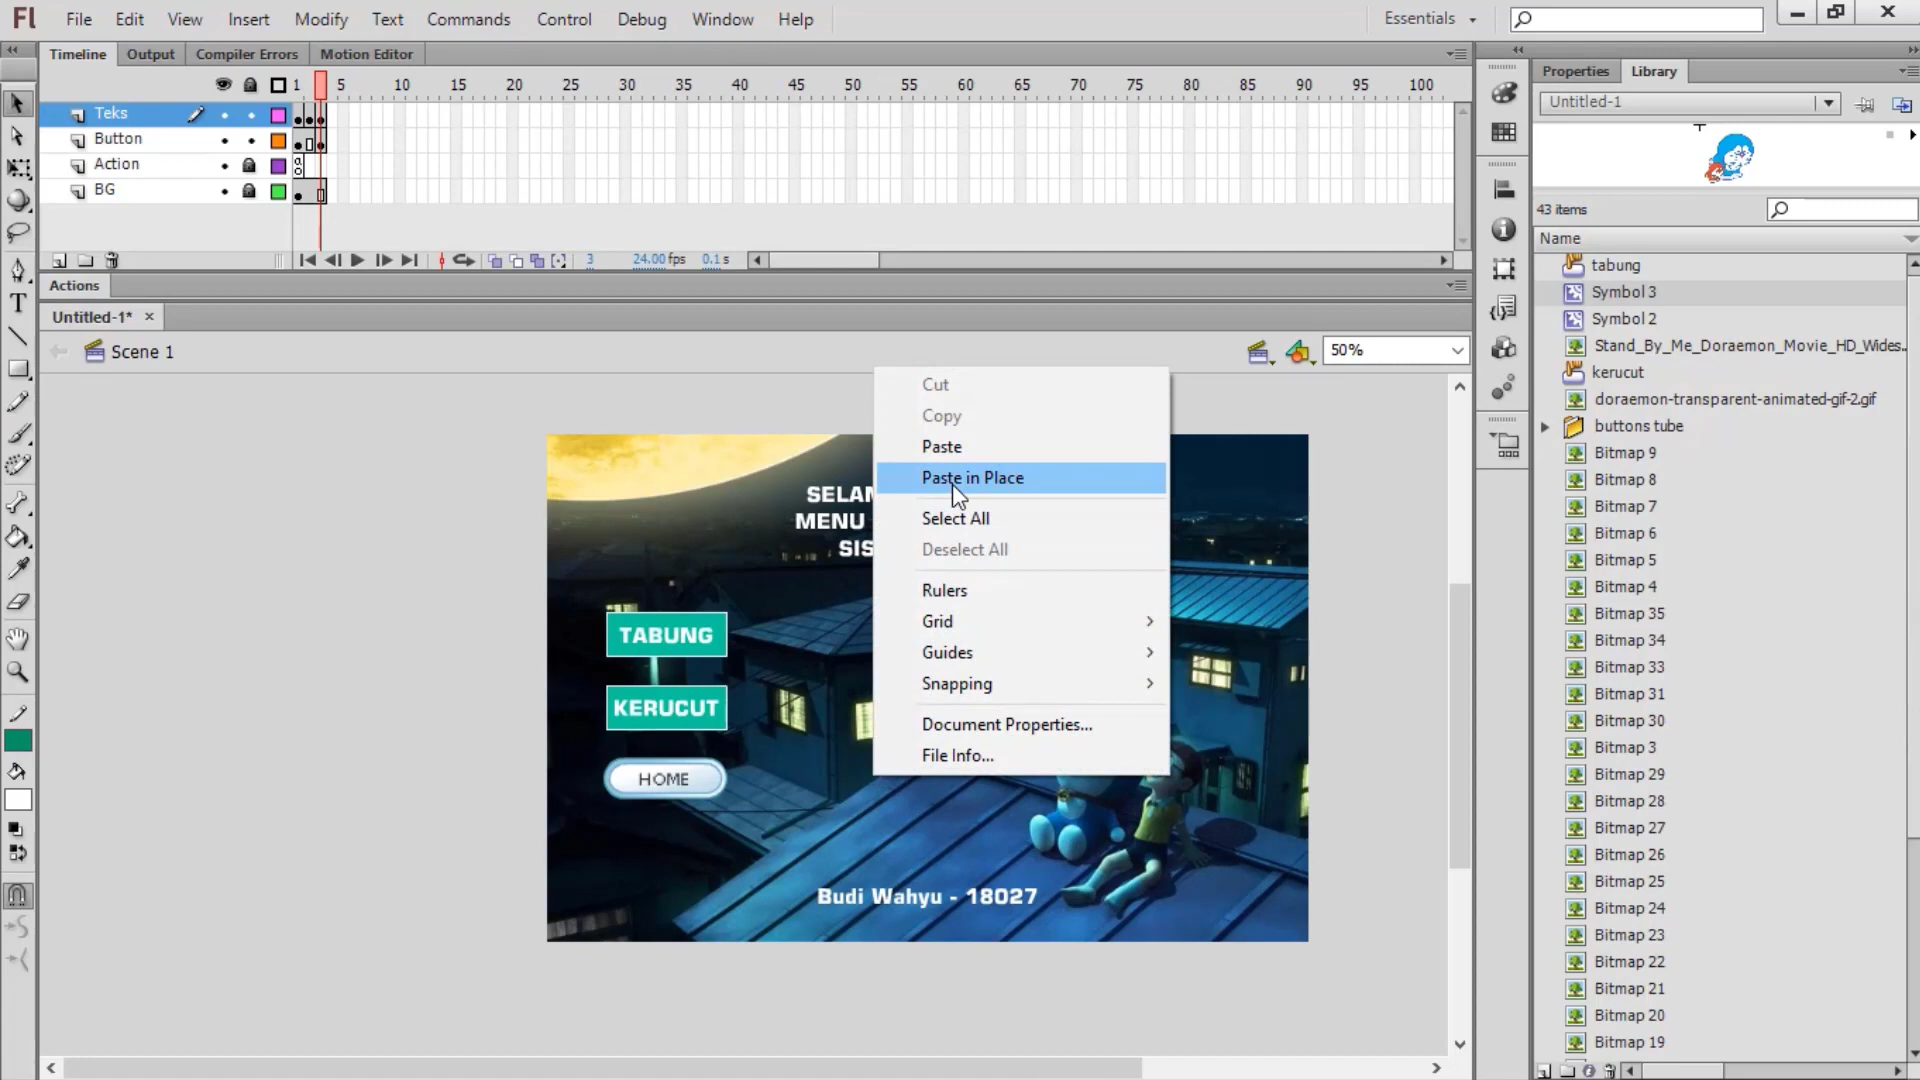 Fl File Edit View Insert Modify Text Commands Control Debug Window Help Essentials
Timeline Output Compiler Errors Motion Editor
1 5 10 15 20 25 30 35 40 45 50 55 60 65 70 75 80 85 90 95 100
Teks
Button
Action
BG
3 24.00 fps 0.1 s
Actions
Untitled-1*
Scene 1
50%
Cut
Copy
Paste
Paste in Place
Select All
Deselect All
Rulers
Grid
Guides
Snapping
Document Properties...
File Info...
MENU
SIS
TABUNG
KERUCUT
HOME
Budi Wahyu - 18027
Properties Library
Untitled-1
43 items
Name
tabung
Symbol 3
Symbol 2
Stand_By_Me_Doraemon_Movie_HD_Wides..
kerucut
doraemon-transparent-animated-gif-2.gif
buttons tube
Bitmap 9
Bitmap 8
Bitmap 7
Bitmap 6
Bitmap 5
Bitmap 4
Bitmap 35
Bitmap 34
Bitmap 33
Bitmap 31
Bitmap 30
Bitmap 3
Bitmap 29
Bitmap 28
Bitmap 27
Bitmap 26
Bitmap 25
Bitmap 24
Bitmap 23
Bitmap 22
Bitmap 21
Bitmap 20
Bitmap 19